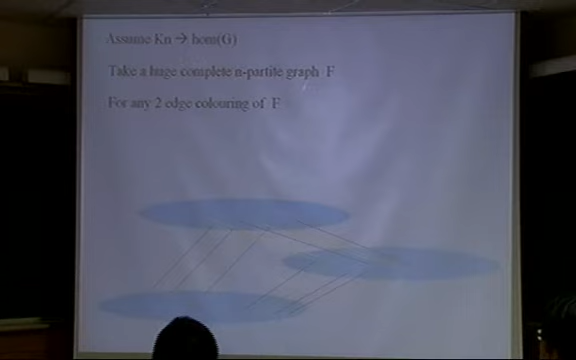 Assume Kn → hom(G)
Take a huge complete n-partite graph F
For any 2 edge colouring of F